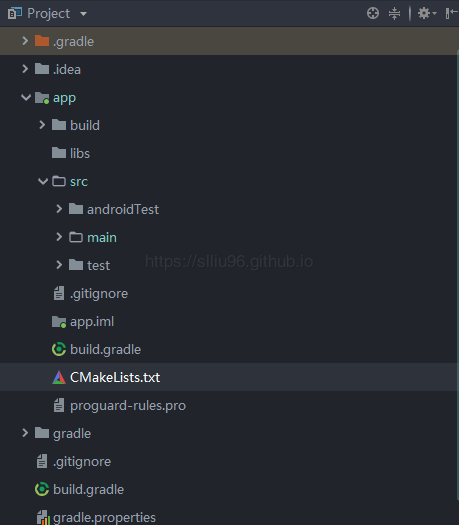 Project
.gradle
.idea
app
build
libs
src
androidTest
main
test
https://slliu96.github.io
.gitignore
app.iml
build.gradle
CMakeLists.txt
proguard-rules.pro
gradle
.gitignore
build.gradle
gradle.properties